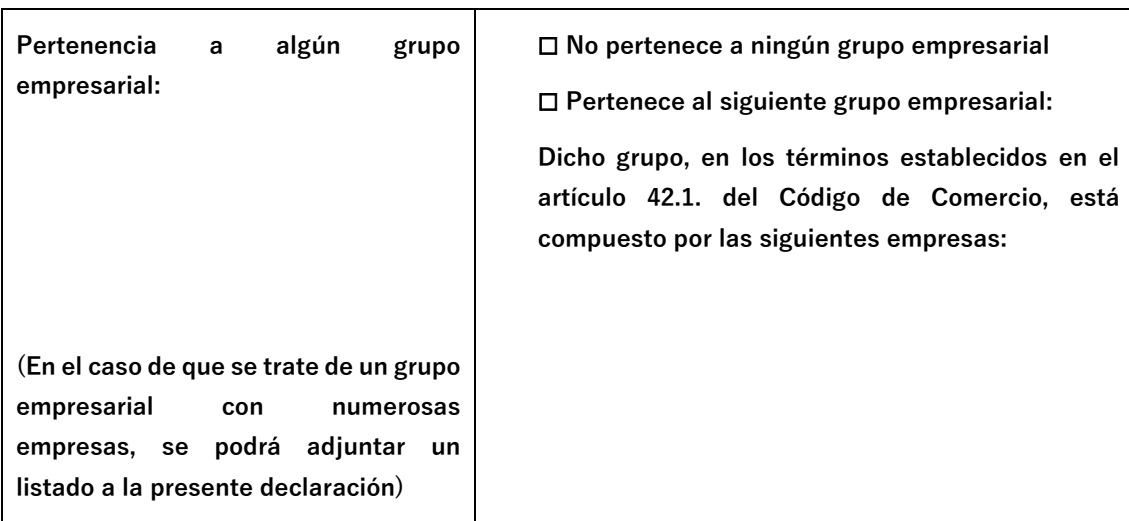 Pertenencia a algún grupo
empresarial:
(En el caso de que se trate de un grupo
empresarial con numerosas
empresas, se podrá adjuntar un
listado a la presente declaración)
☐ No pertenece a ningún grupo empresarial
☐ Pertenece al siguiente grupo empresarial:
Dicho grupo, en los términos establecidos en el
artículo 42.1. del Código de Comercio, está
compuesto por las siguientes empresas: